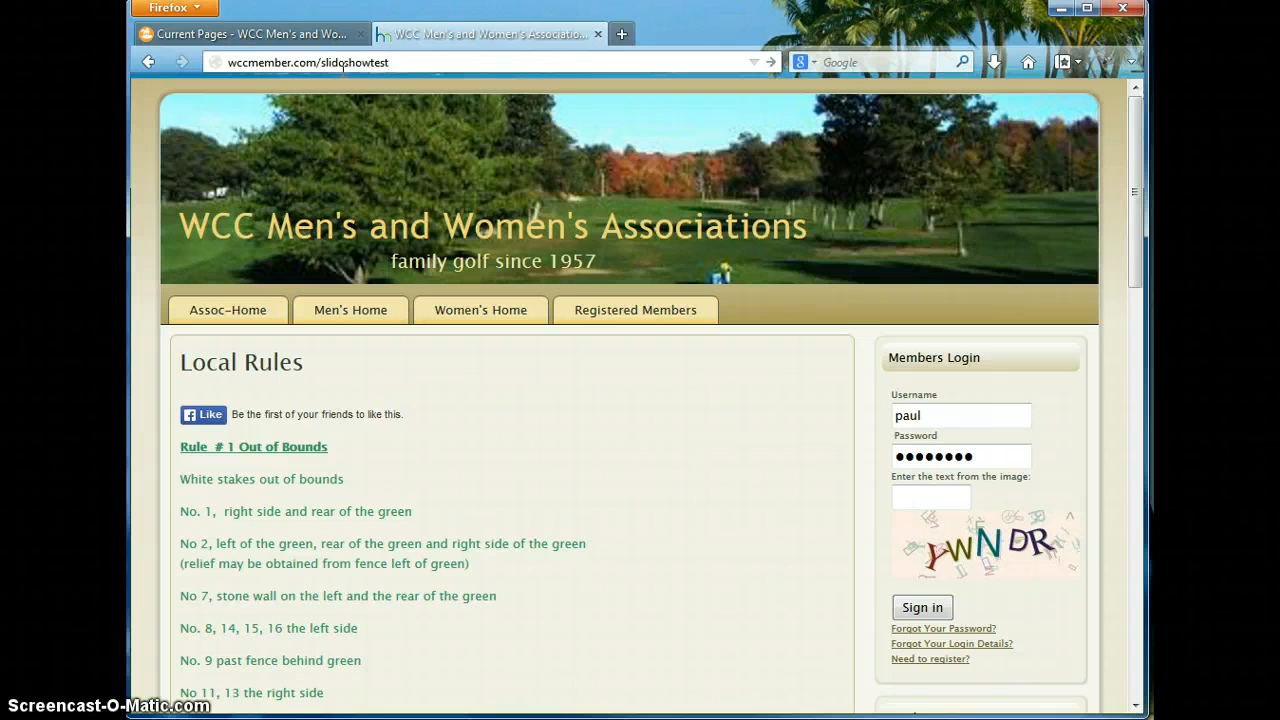 Firefox
Current Pages - WCC Men's and Wo...
WCC Men's and Women's Associatio...
wccmember.com/slideshowtest
Google
WCC Men's and Women's Associations
family golf since 1957
Assoc-Home
Men's Home
Women's Home
Registered Members
Local Rules
Like
Be the first of your friends to like this.
Rule # 1 Out of Bounds
White stakes out of bounds
No. 1, right side and rear of the green
No 2, left of the green, rear of the green and right side of the green
(relief may be obtained from fence left of green)
No 7, stone wall on the left and the rear of the green
No. 8, 14, 15, 16 the left side
No. 9 past fence behind green
No 11, 13 the right side
Members Login
Username
paul
Password
Enter the text from the image:
YWNDR
Sign in
Forgot Your Password?
Forgot Your Login Details?
Need to register?
Screencast-O-Matic.com